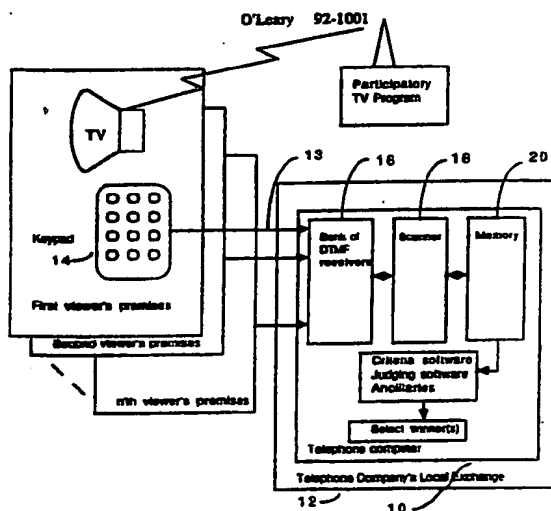 O'Leary 92-1001
Participatory
TV Program
TV
13
16
18
20
Keypad
14
Bank of
DTMF
receivers
Scanner
Memory
First viewer's premises
Second viewer's premises
n'th viewer's premises
Criteria software
Judging software
Ancillaries
Select winner(s)
Telephone computer
Telephone Company's Local Exchange
12
10